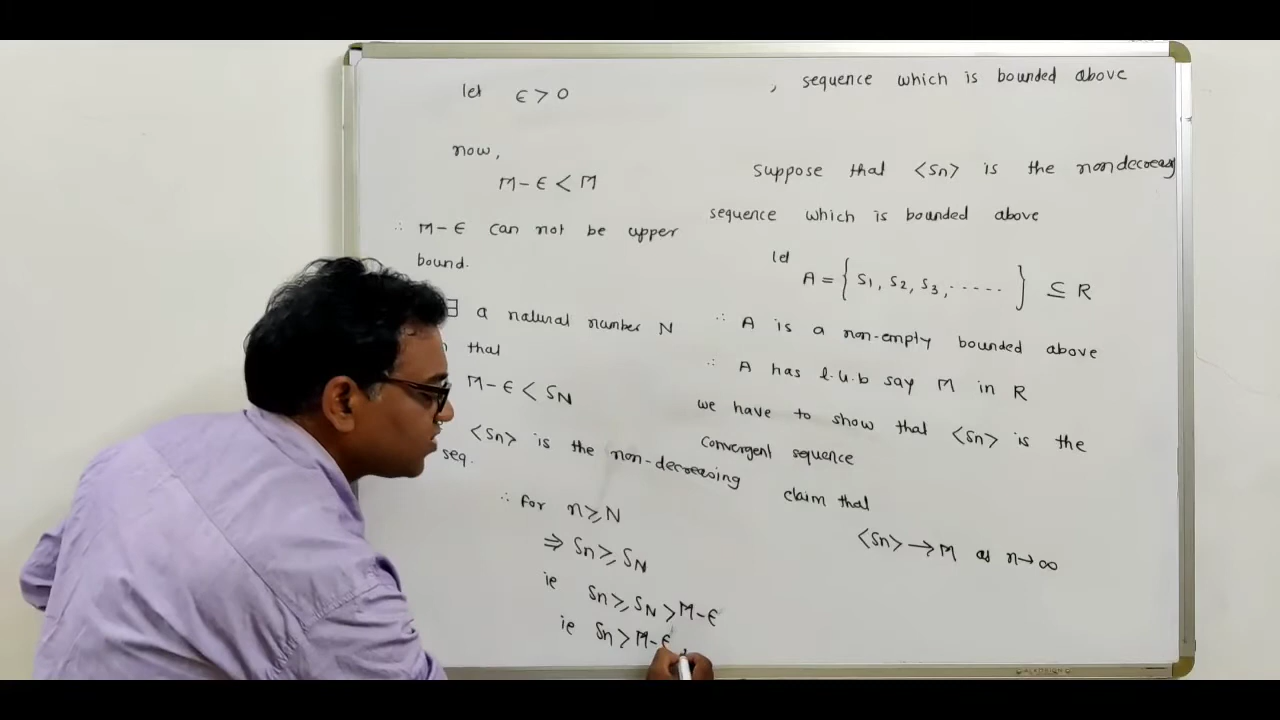 let ϵ > 0
now,
M-ϵ < M
∴ M-ϵ can not be upper
bound.
∃ a natural number N
that
M-ϵ < SN
<Sn> is the non-decreasing
seq.
∴ for n ≥ N
⇒ Sn ≥ SN
ie Sn ≥ SN > M-ϵ
ie Sn > M-ϵ,
, sequence which is bounded above
Suppose that <Sn> is the nondecreas
sequence which is bounded above
let
A = { S1, S2, S3, ..... } ⊆ R
∴ A is a non-empty bounded above
∴ A has l.u.b say M in R
we have to show that <Sn> is the
convergent sequence
claim that
<Sn> → M as n→∞